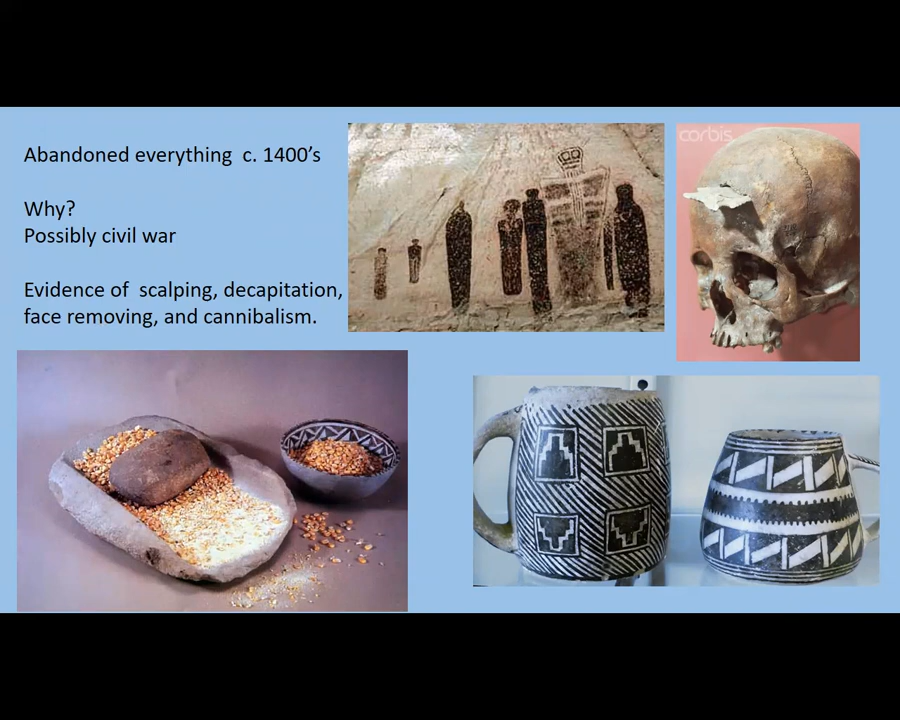 Abandoned everything  c. 1400’s
Why?
Possibly civil war
Evidence of  scalping, decapitation,
face removing, and cannibalism.
corbis